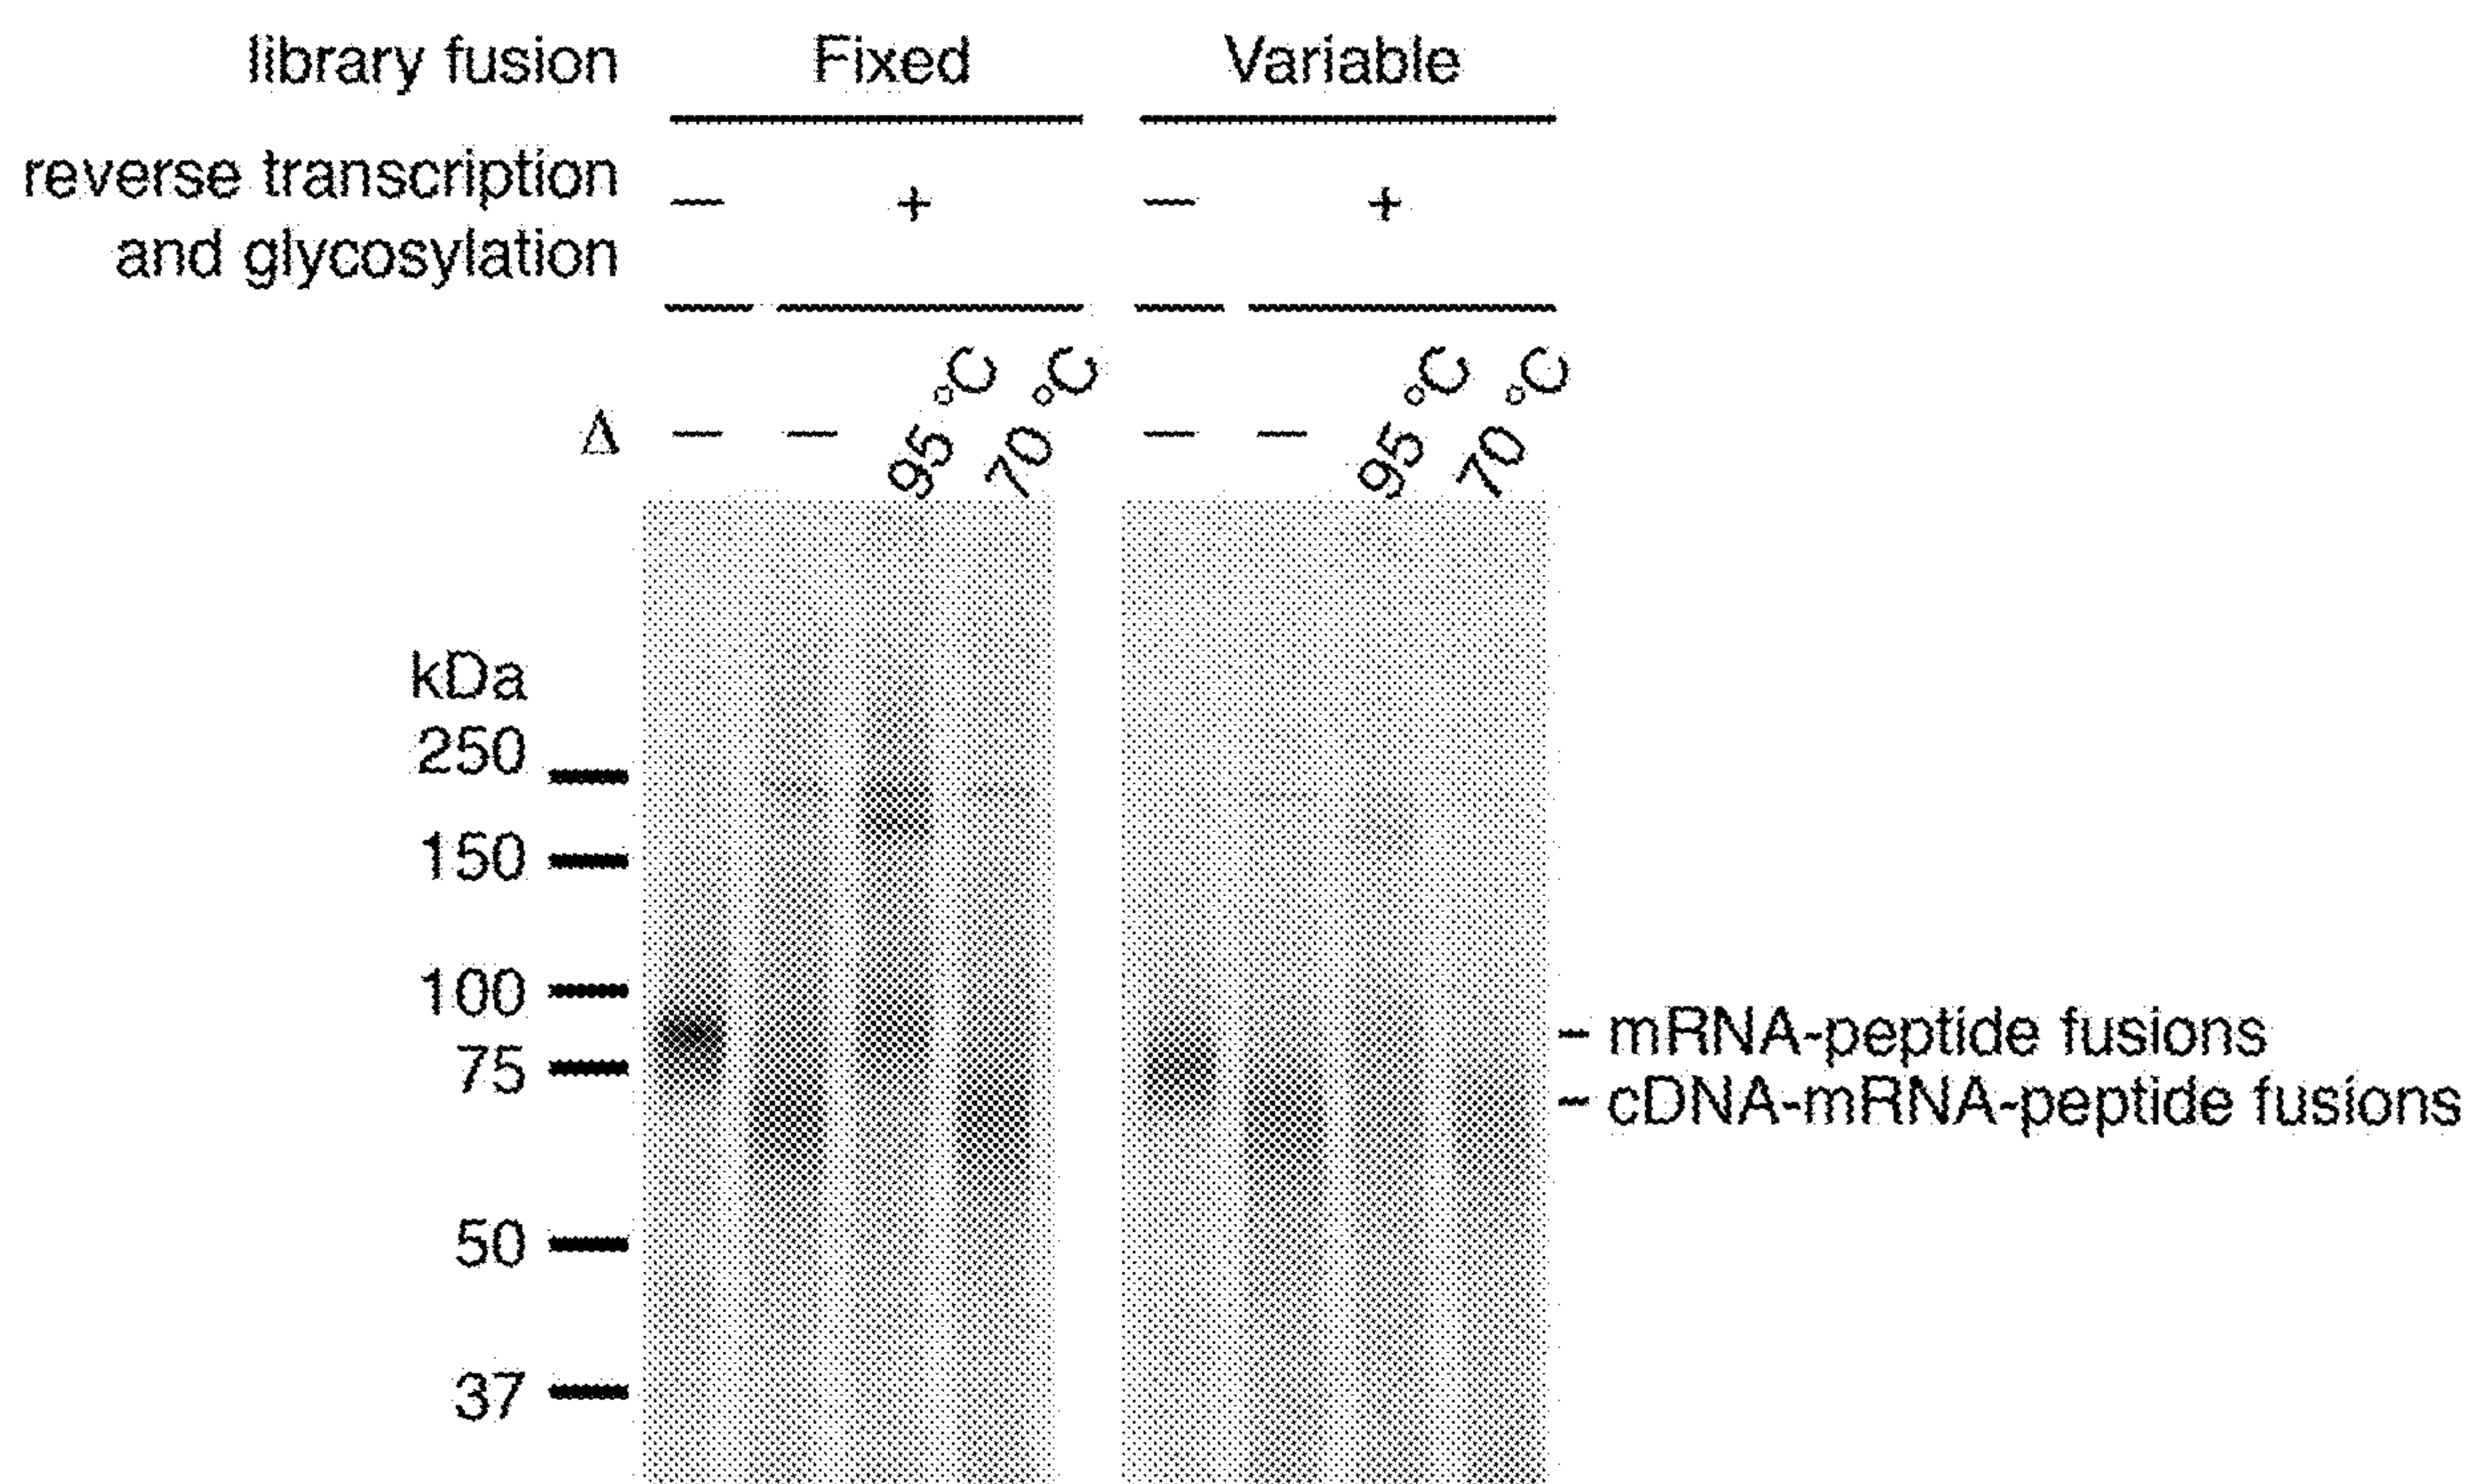 library fusion Fixed Variable
reverse transcription
and glycosylation — + — +
Δ — — 95 °C 70 °C — — 95 °C 70 °C
kDa
250
150
100
– mRNA-peptide fusions
75
– cDNA-mRNA-peptide fusions
50
37